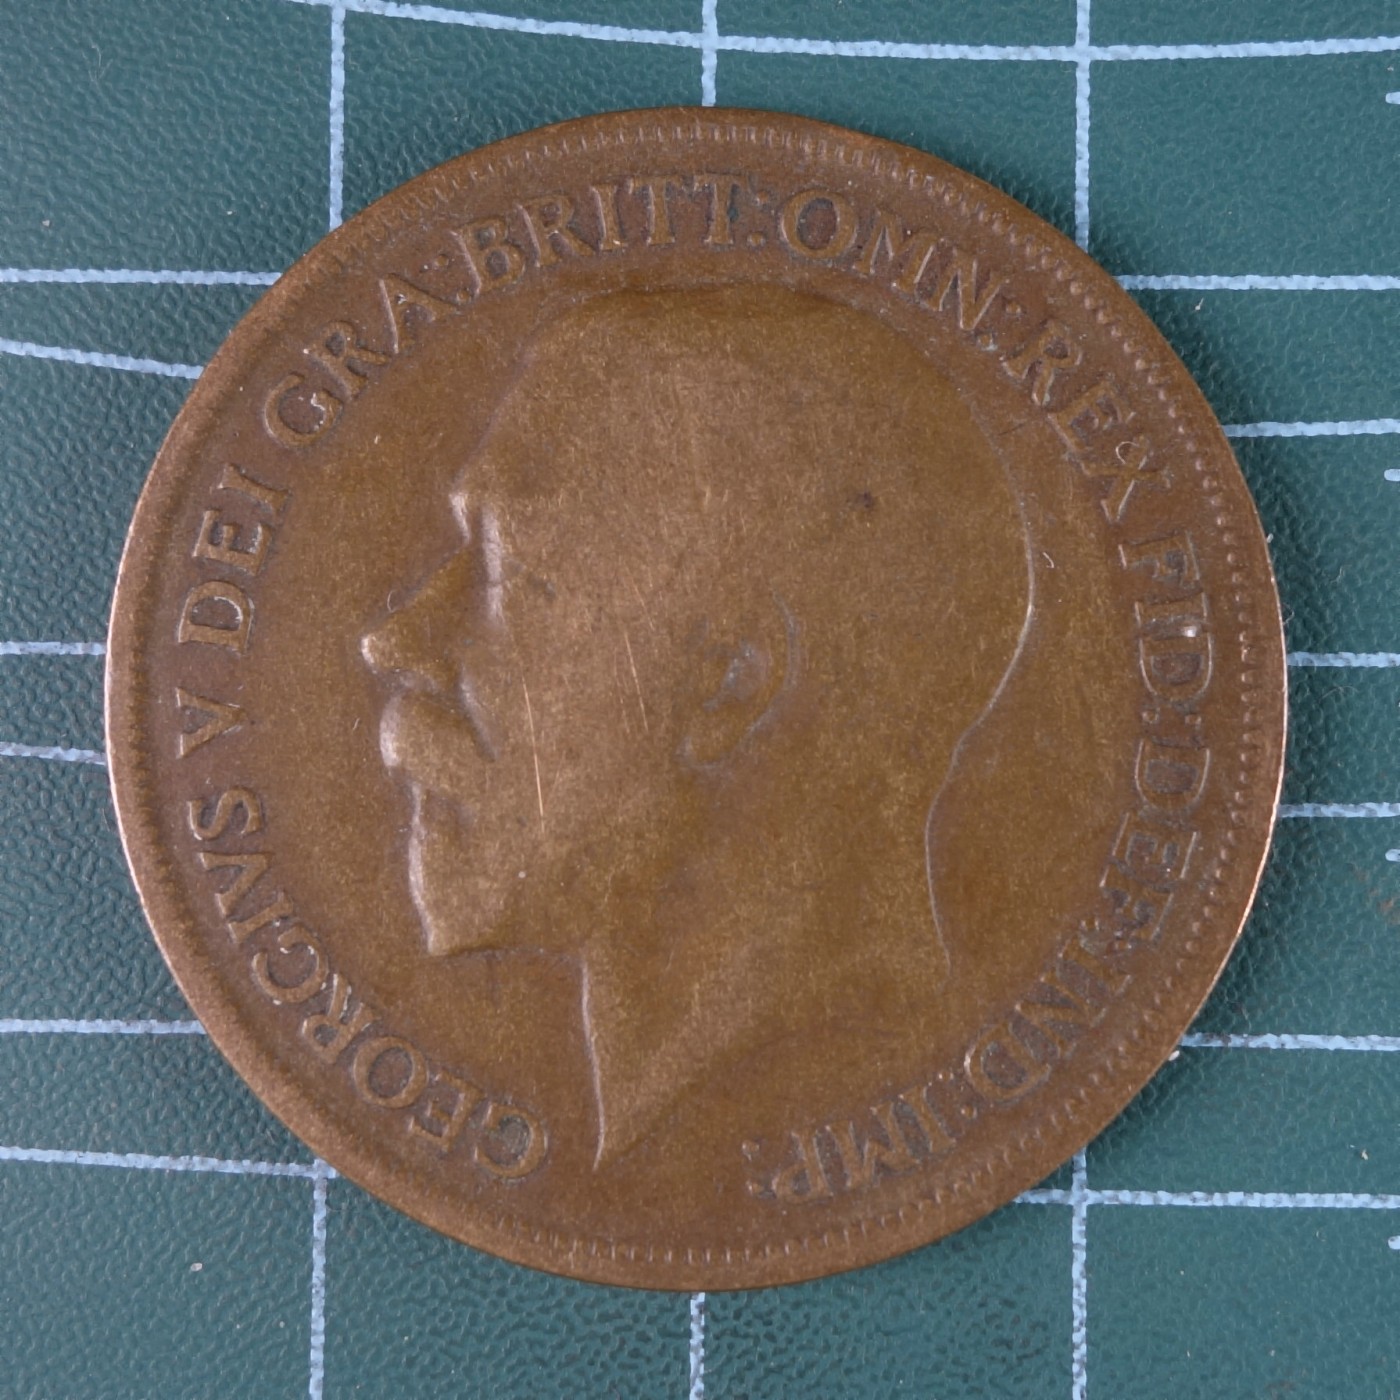 GEORGIVS V DEI GRA: BRITT: OMN: REX FID: DEF: IND: IMP: